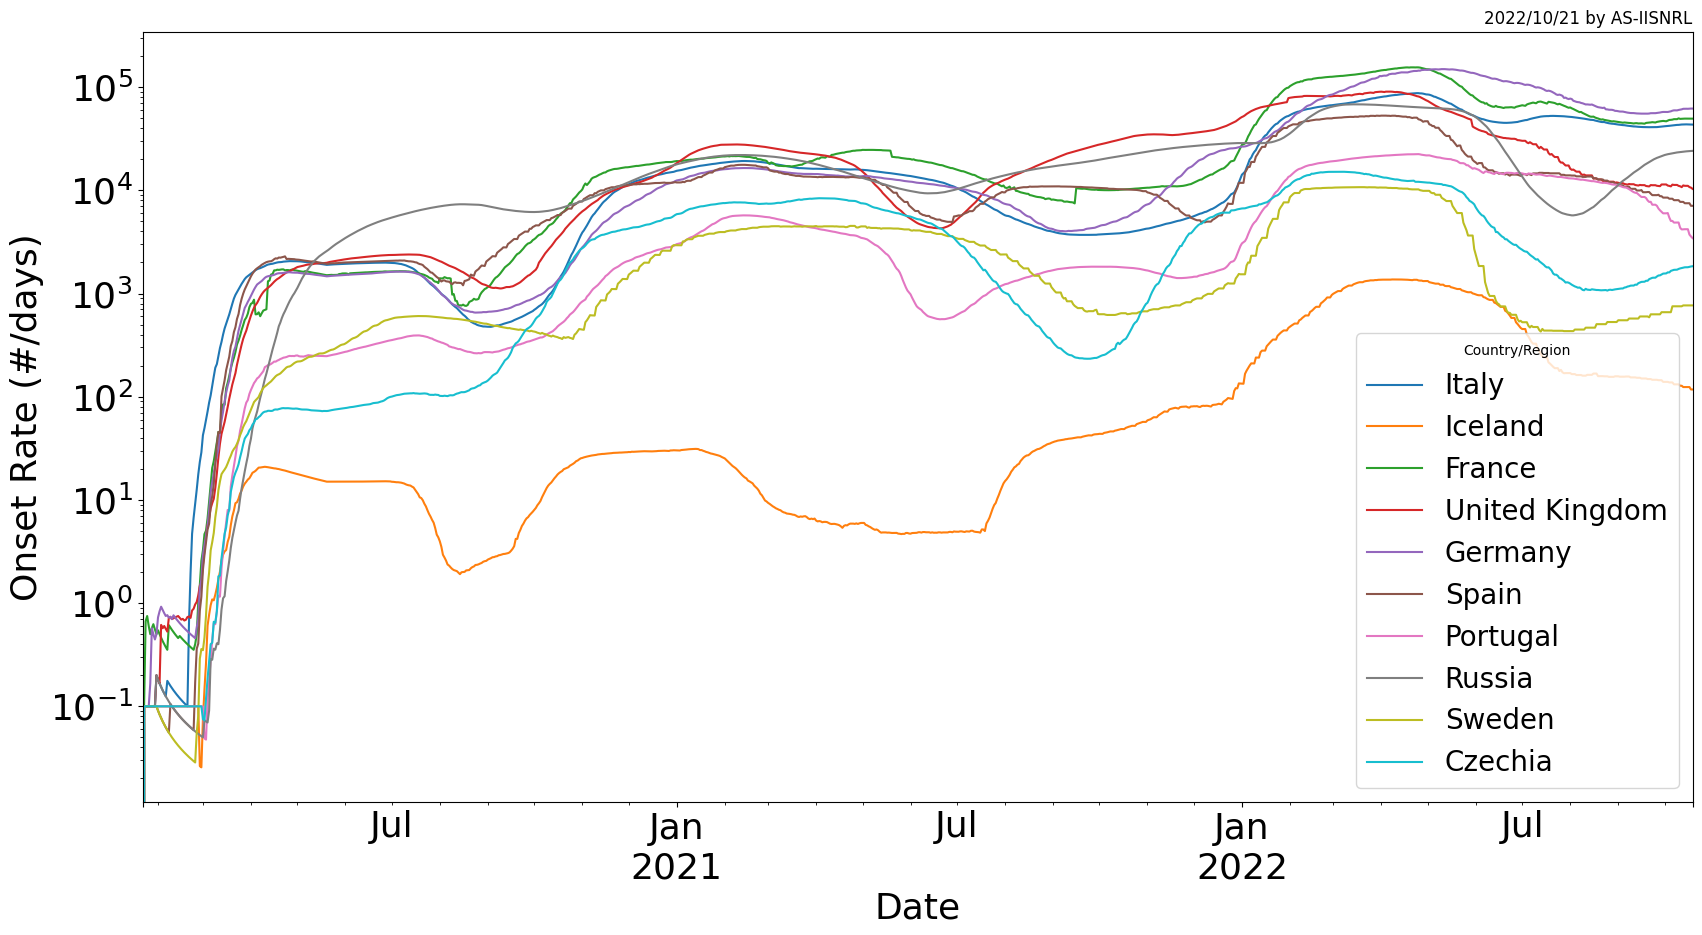 2022/10/21 by AS-IISNRL
Onset Rate (#/days)
10^5
10^4
10^3
10^2
10^1
10^0
10^−1
Country/Region
Italy
Iceland
France
United Kingdom
Germany
Spain
Portugal
Russia
Sweden
Czechia
Jul
Jan
2021
Jul
Jan
2022
Jul
Date